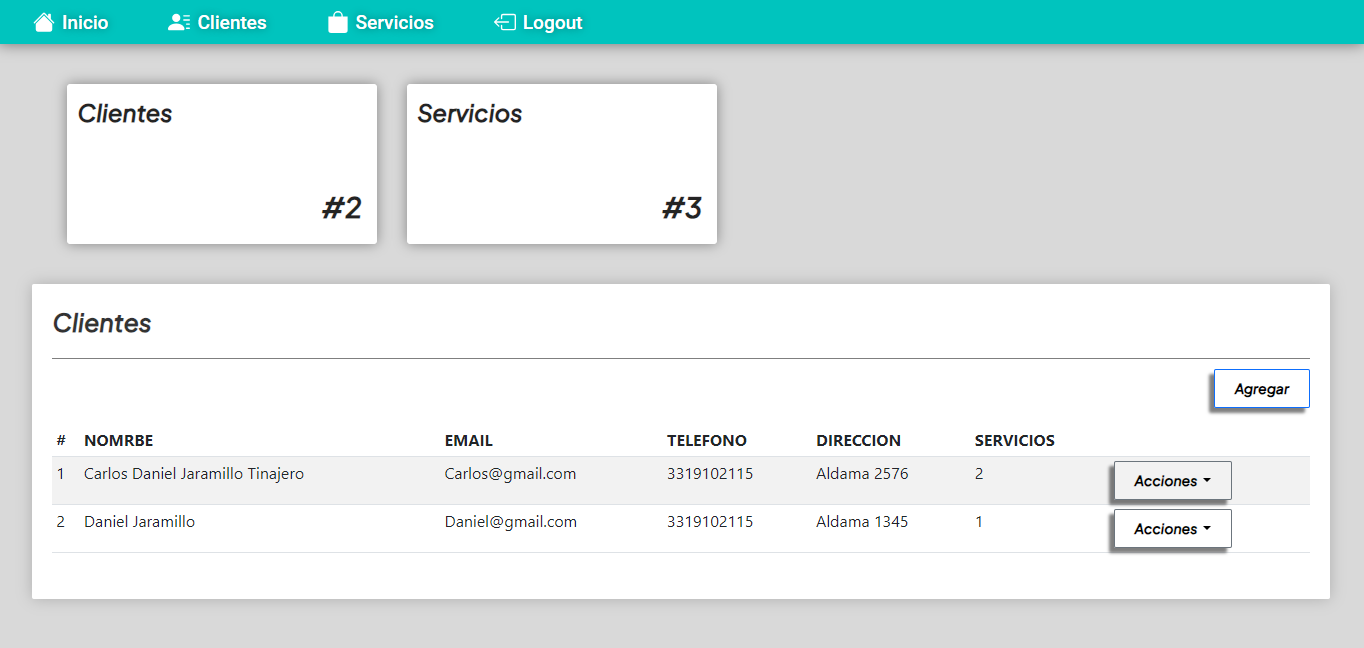 Inicio Clientes Servicios Logout
Clientes Servicios
#2 #3
Clientes
Agregar
# NOMRBE EMAIL TELEFONO DIRECCION SERVICIOS
1 Carlos Daniel Jaramillo Tinajero Carlos@gmail.com 3319102115 Aldama 2576 2 Acciones
2 Daniel Jaramillo Daniel@gmail.com 3319102115 Aldama 1345 1 Acciones